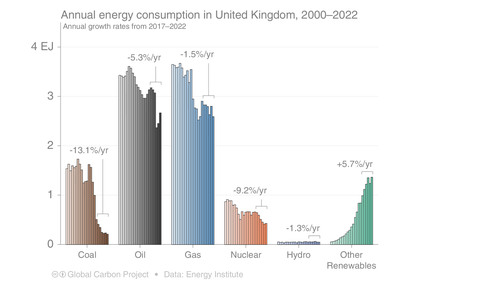 Annual energy consumption in United Kingdom, 2000–2022
Annual growth rates from 2017–2022
4 EJ
3
2
1
0
-13.1%/yr
-5.3%/yr
-1.5%/yr
-9.2%/yr
-1.3%/yr
+5.7%/yr
Coal
Oil
Gas
Nuclear
Hydro
Other
Renewables
Global Carbon Project • Data: Energy Institute